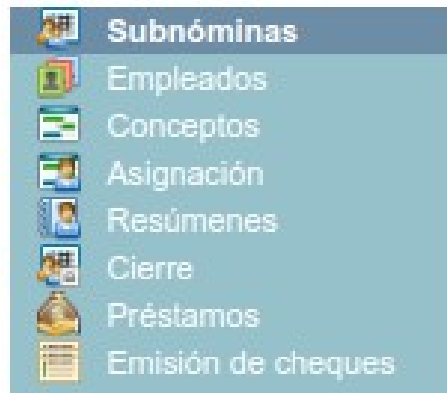 Subnóminas
Empleados
Conceptos
Asignación
Resúmenes
Cierre
Préstamos
Emisión de cheques